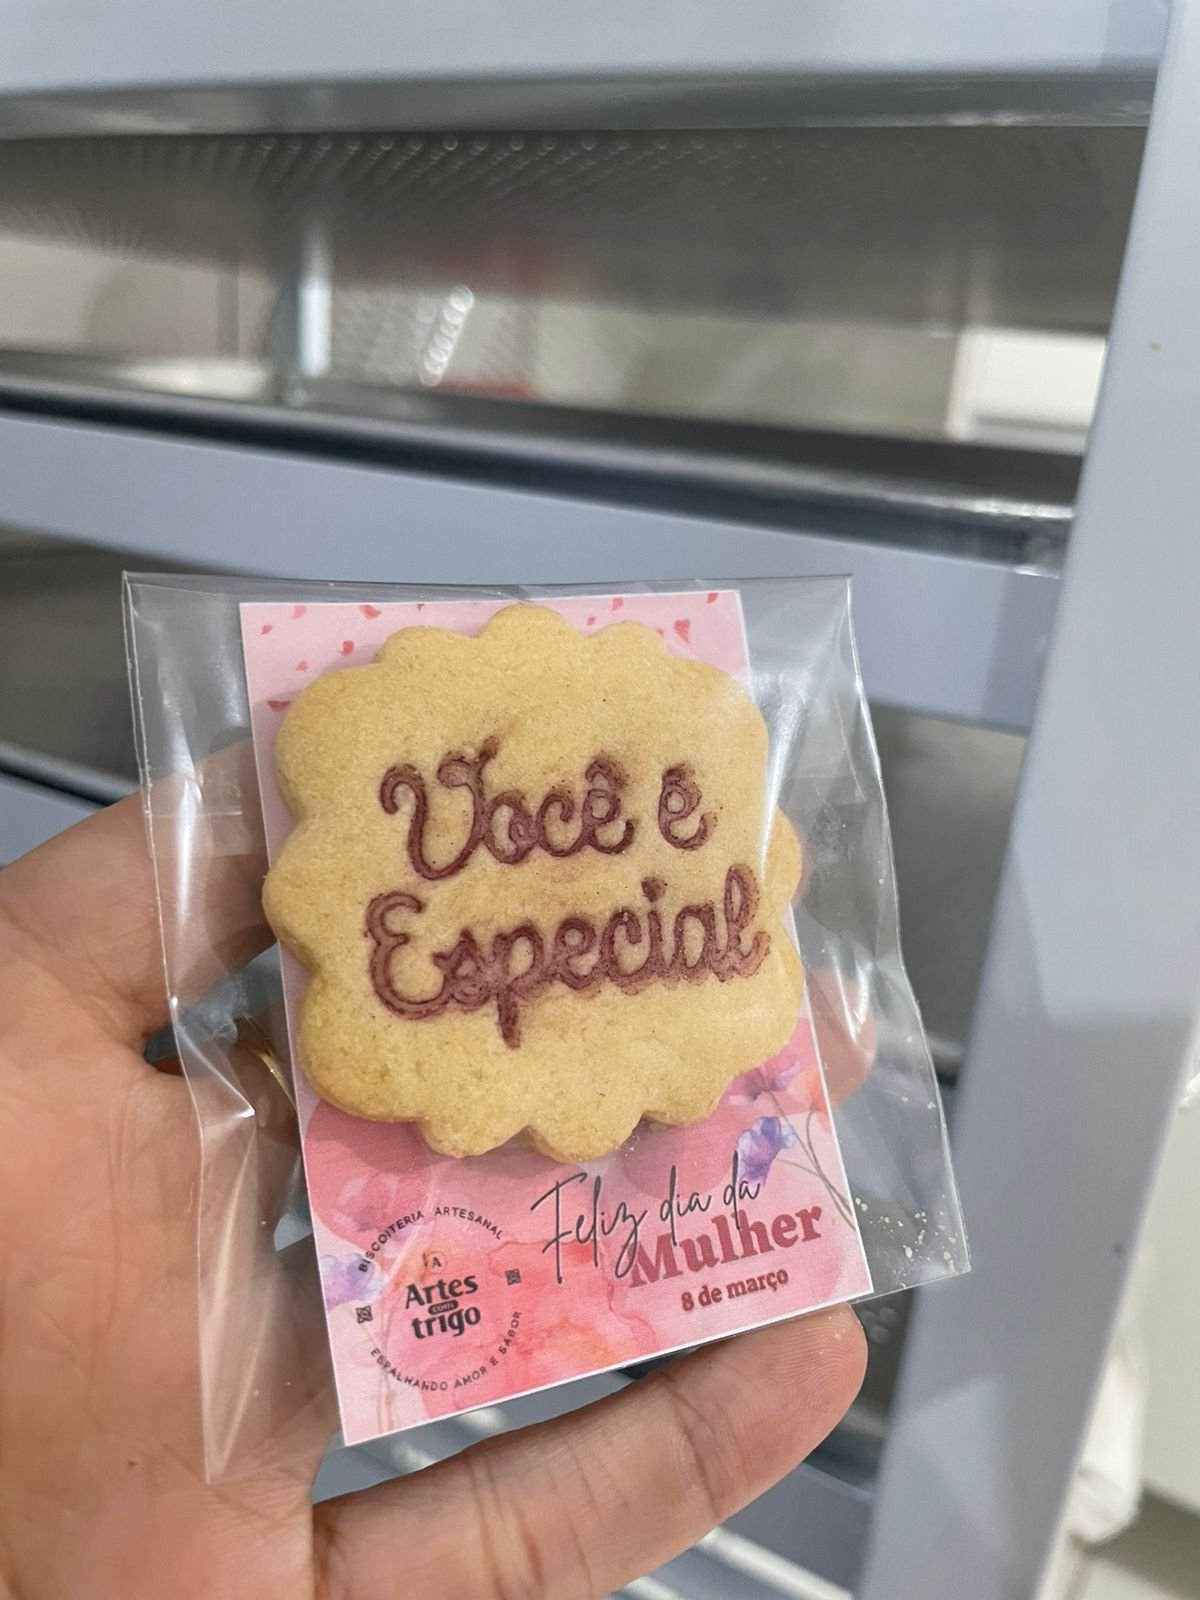 Você é
Especial
Feliz dia da
Mulher
8 de março
BISCOITERIA ARTESANAL
A
Artes
com
trigo
ESPALHANDO AMOR E SABOR